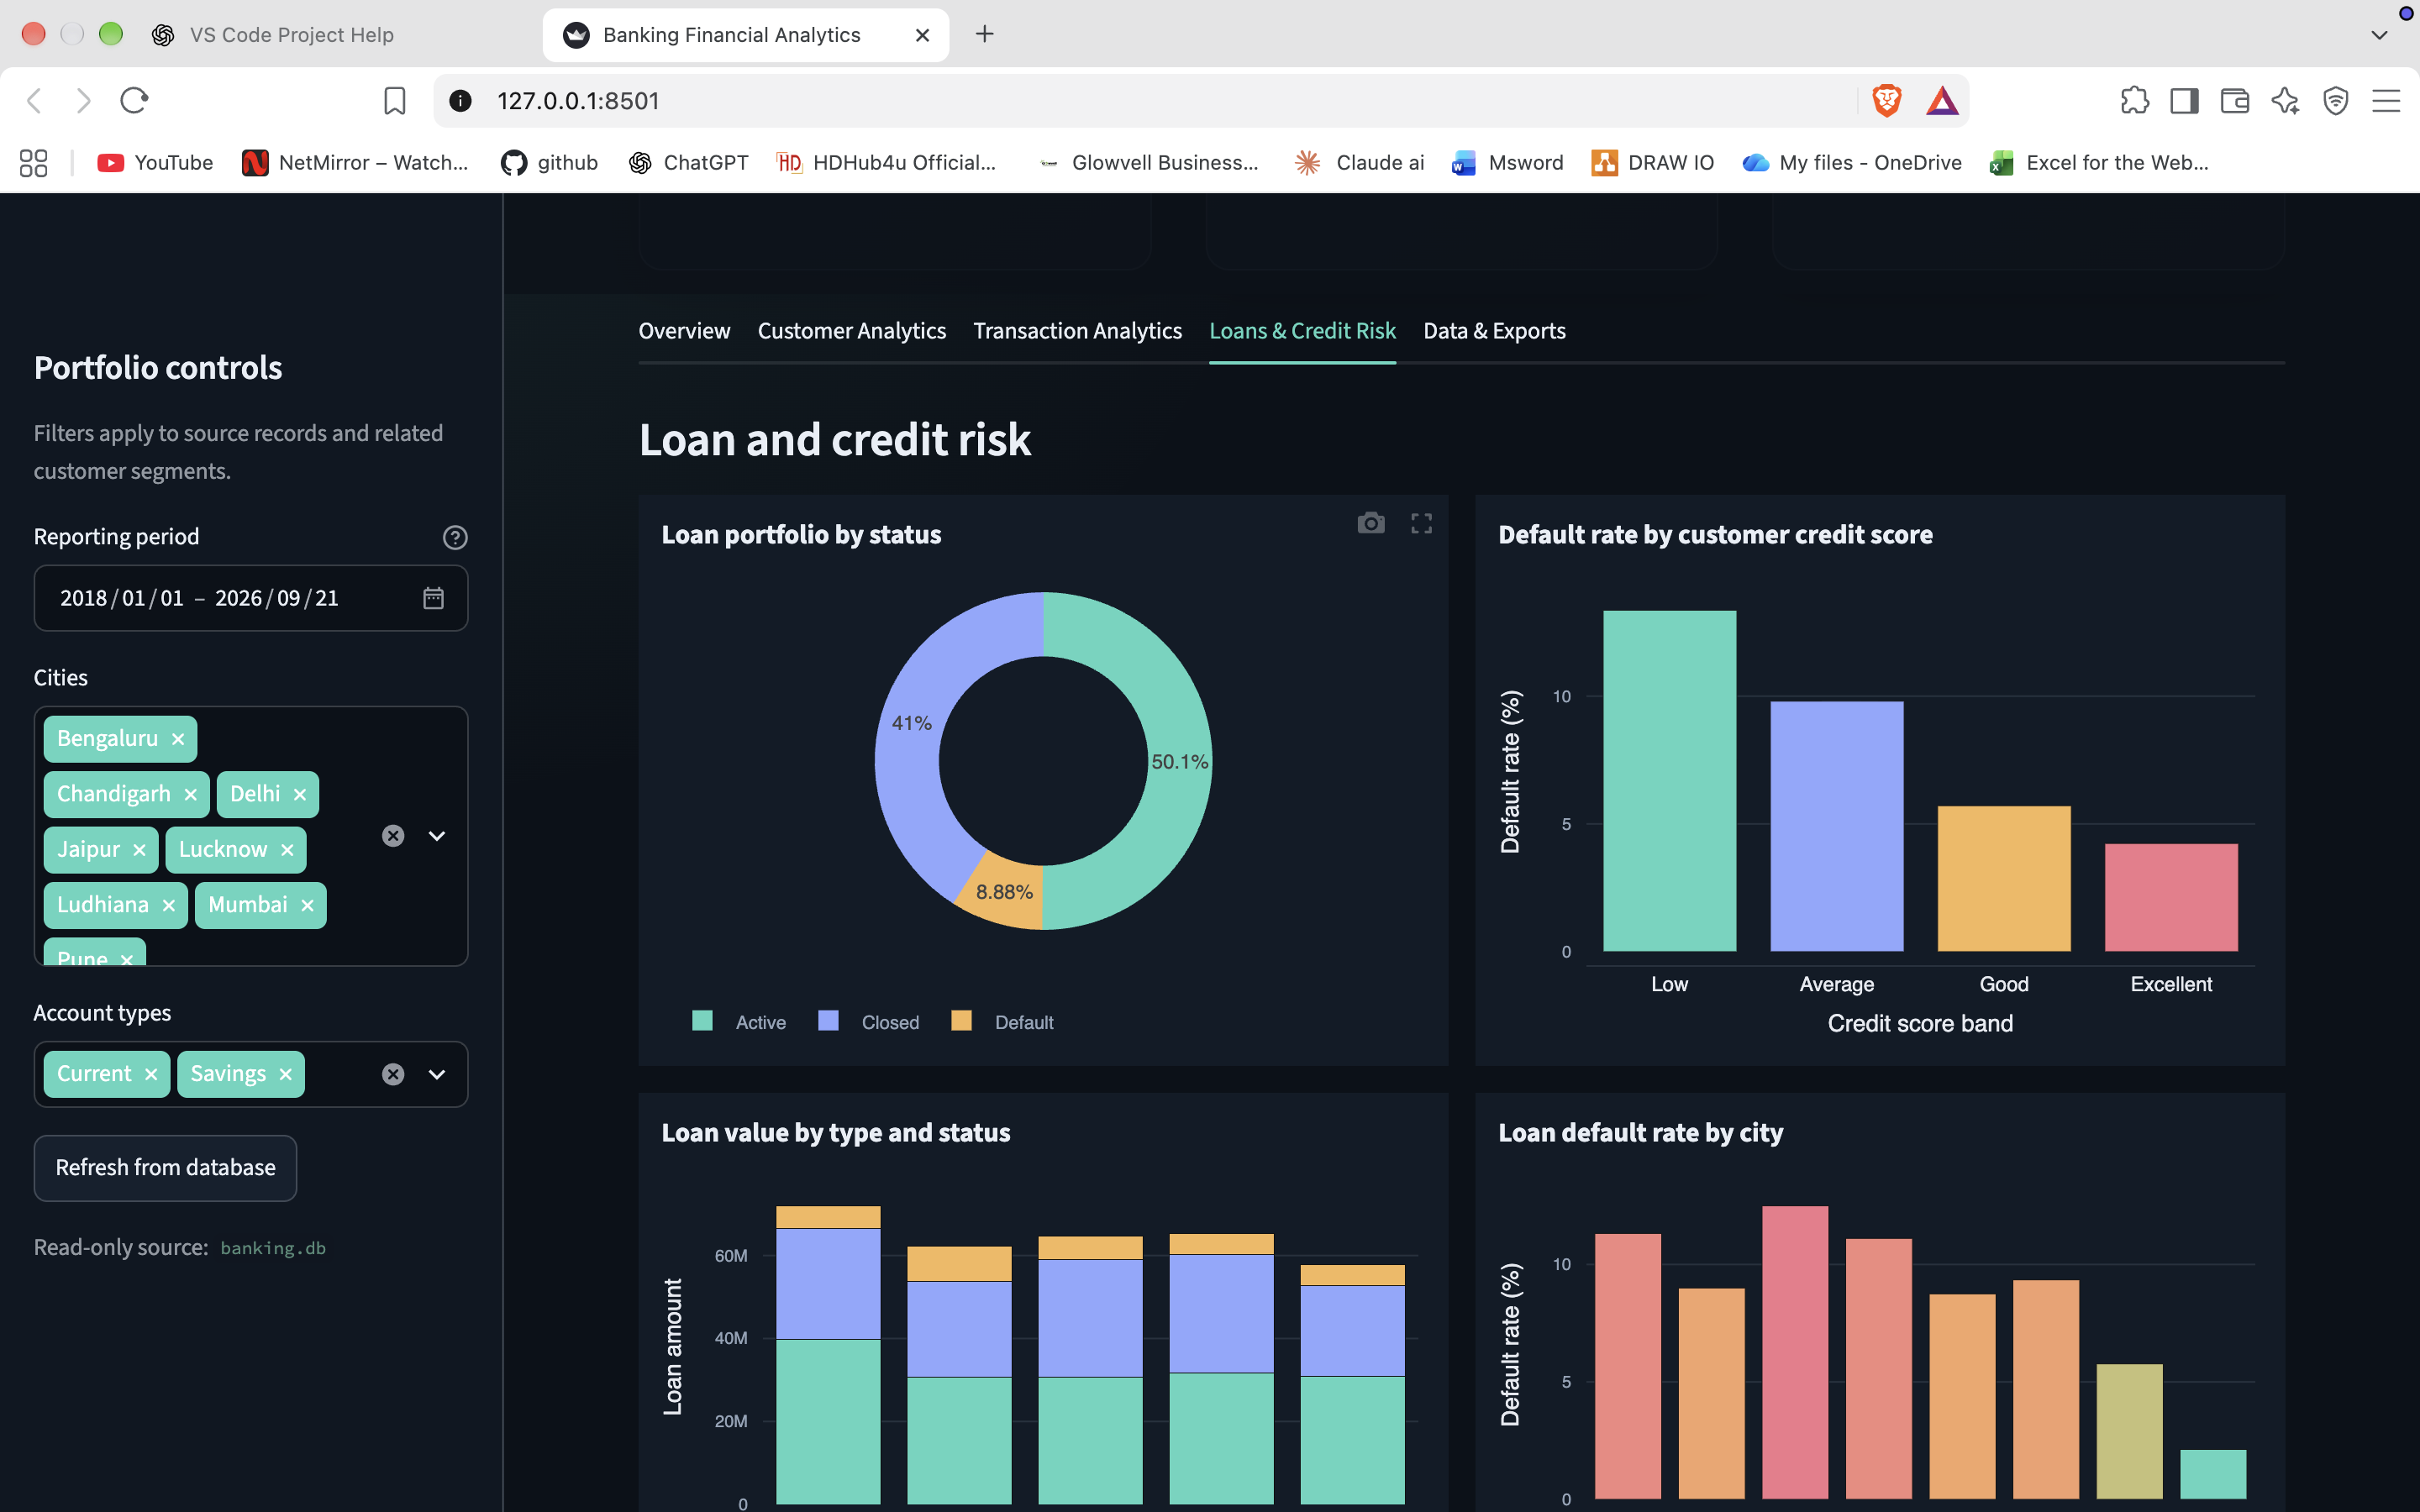 VS Code Project Help
Banking Financial Analytics
127.0.0.1:8501
YouTube
NetMirror – Watch...
github
ChatGPT
HDHub4u Official...
Glowvell Business...
Claude ai
Msword
DRAW IO
My files - OneDrive
Excel for the Web...
Portfolio controls
Filters apply to source records and related
customer segments.
Reporting period
2018/01/01 – 2026/09/21
Cities
Bengaluru
Chandigarh
Delhi
Jaipur
Lucknow
Ludhiana
Mumbai
Pune
Account types
Current
Savings
Refresh from database
Read-only source: banking.db
Overview
Customer Analytics
Transaction Analytics
Loans & Credit Risk
Data & Exports
Loan and credit risk
Loan portfolio by status
41%
50.1%
8.88%
Active
Closed
Default
Default rate by customer credit score
Default rate (%)
10
5
0
Low
Average
Good
Excellent
Credit score band
Loan value by type and status
Loan amount
60M
40M
20M
0
Loan default rate by city
Default rate (%)
10
5
0